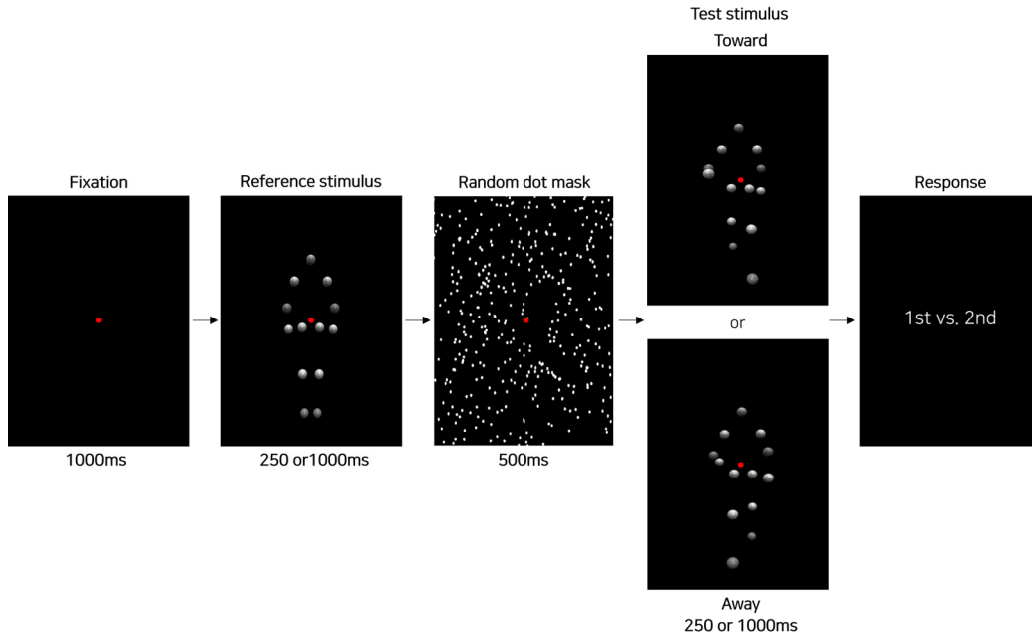 Fixation
1000ms
Reference stimulus
250 or1000ms
Random dot mask
500ms
Test stimulus
Toward
or
Away
250 or 1000ms
Response
1st vs. 2nd